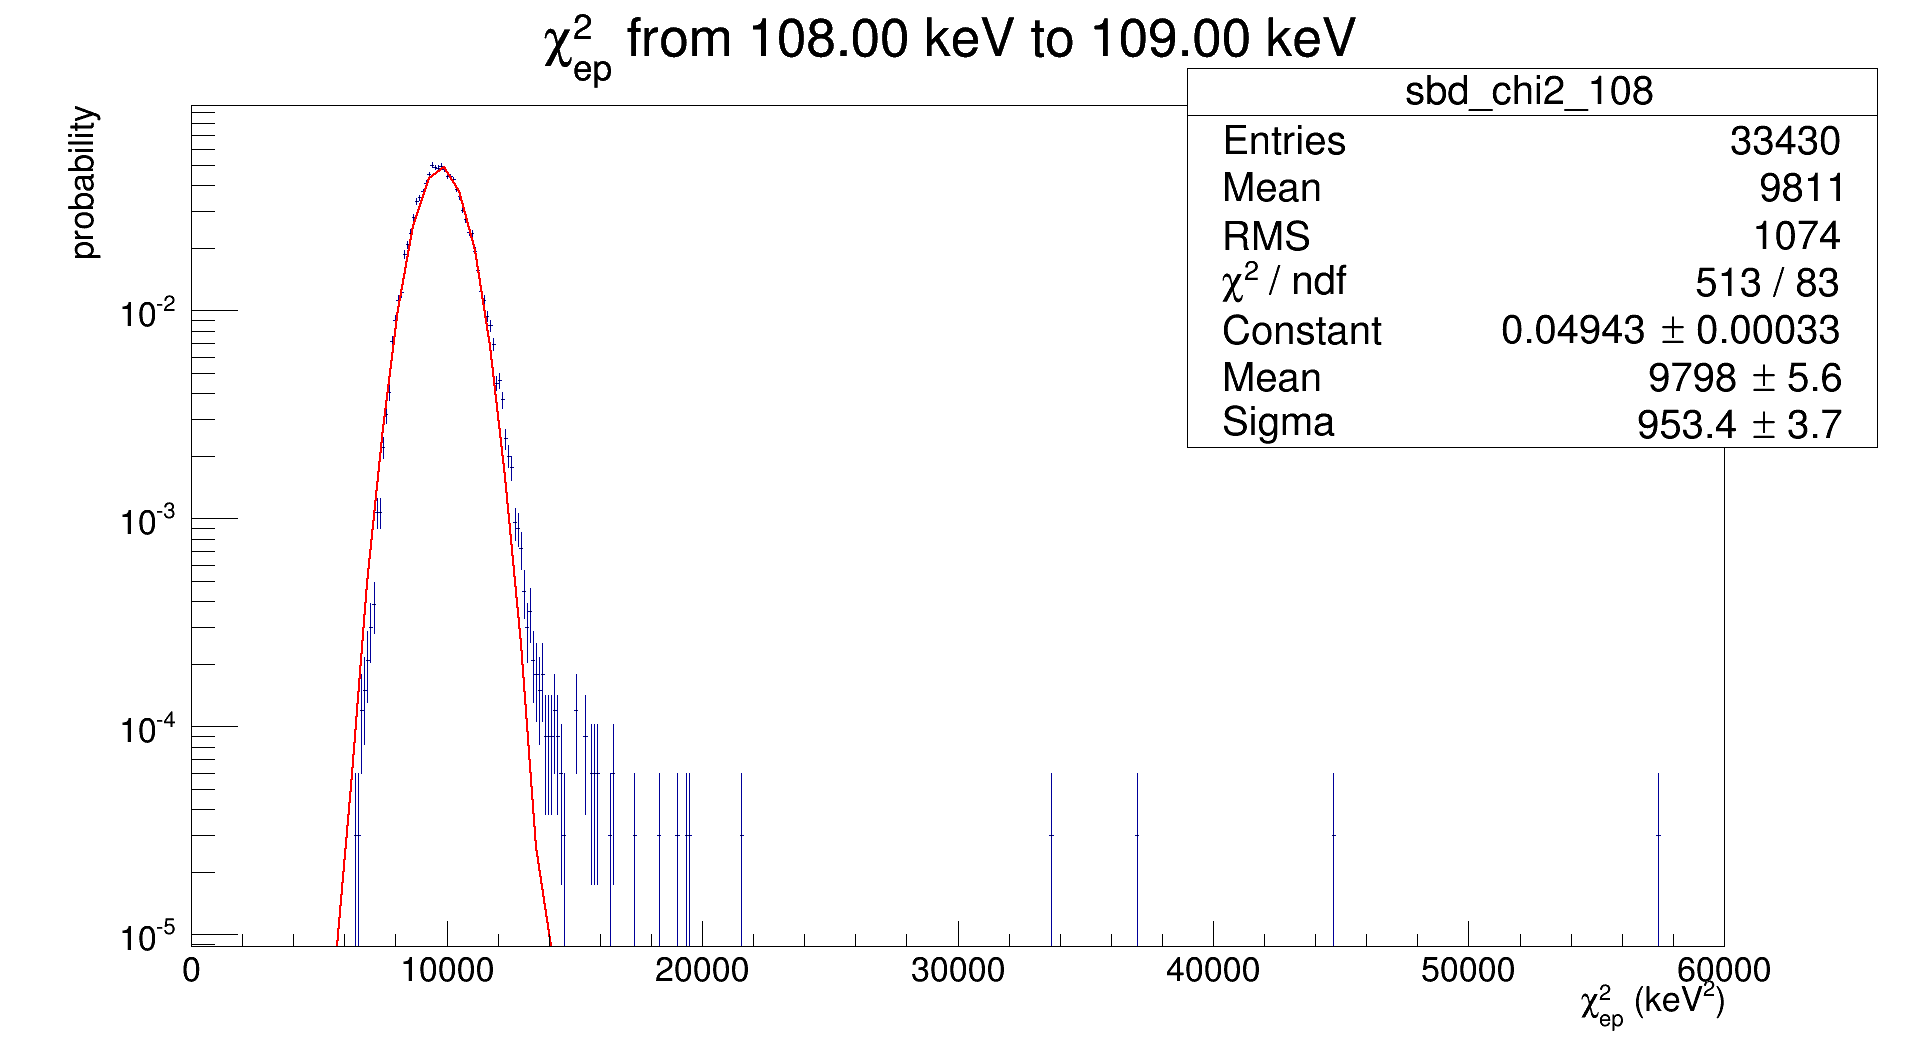 χ²ep from 108.00 keV to 109.00 keV
sbd_chi2_108
Entries 33430
Mean 9811
RMS 1074
χ² / ndf 513 / 83
Constant 0.04943 ± 0.00033
Mean 9798 ± 5.6
Sigma 953.4 ± 3.7
probability
10⁻²
10⁻³
10⁻⁴
10⁻⁵
0 10000 20000 30000 40000 50000 60000
χ²ep (keV²)